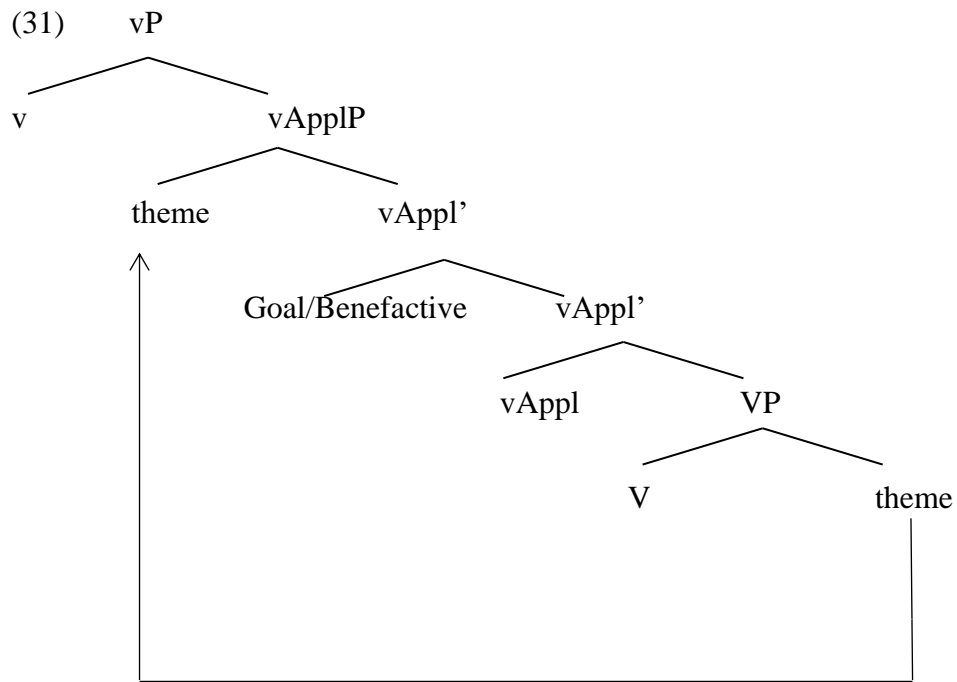 (31) vP
v vApplP
theme vAppl’
Goal/Benefactive vAppl’
vAppl VP
V theme